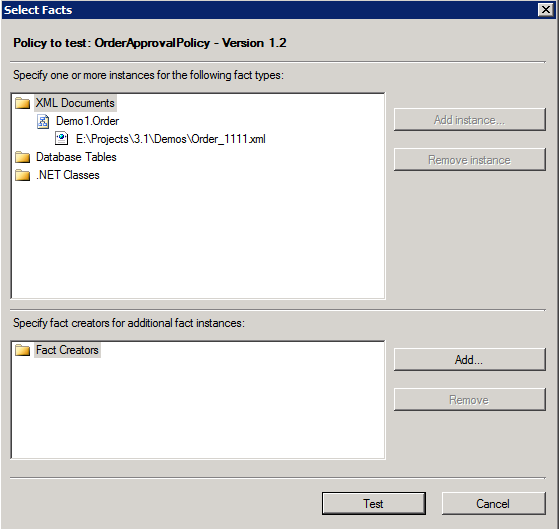 Select Facts
Policy to test: OrderApprovalPolicy - Version 1.2
Specify one or more instances for the following fact types:
XML Documents
Demo1.Order
E:\Projects\3.1\Demos\Order_1111.xml
Database Tables
.NET Classes
Add instance...
Remove instance
Specify fact creators for additional fact instances:
Fact Creators
Add...
Remove
Test
Cancel